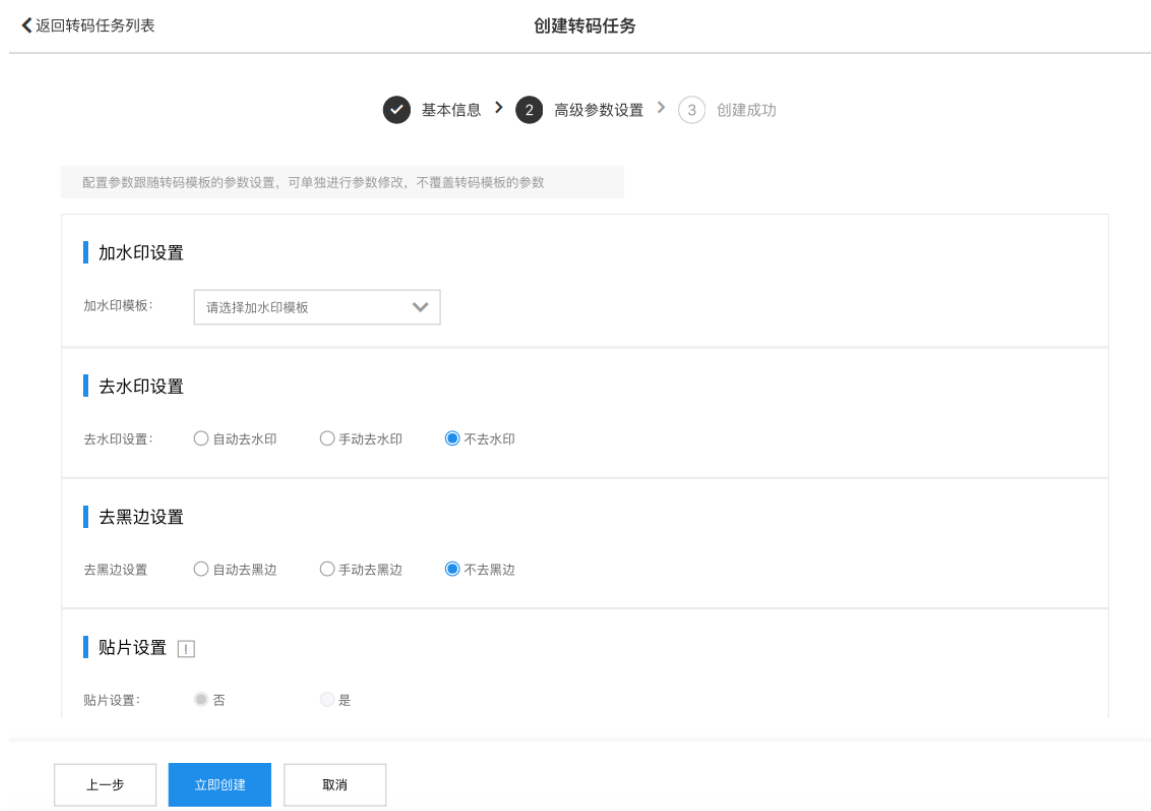 返回转码任务列表
创建转码任务
基本信息 2 高级参数设置 3 创建成功
配置参数跟随转码模板的参数设置，可单独进行参数修改，不覆盖转码模板的参数
加水印设置
加水印模板： 请选择加水印模板
去水印设置
去水印设置： 自动去水印 手动去水印 不去水印
去黑边设置
去黑边设置 自动去黑边 手动去黑边 不去黑边
贴片设置 !
贴片设置： 否 是
上一步 立即创建 取消